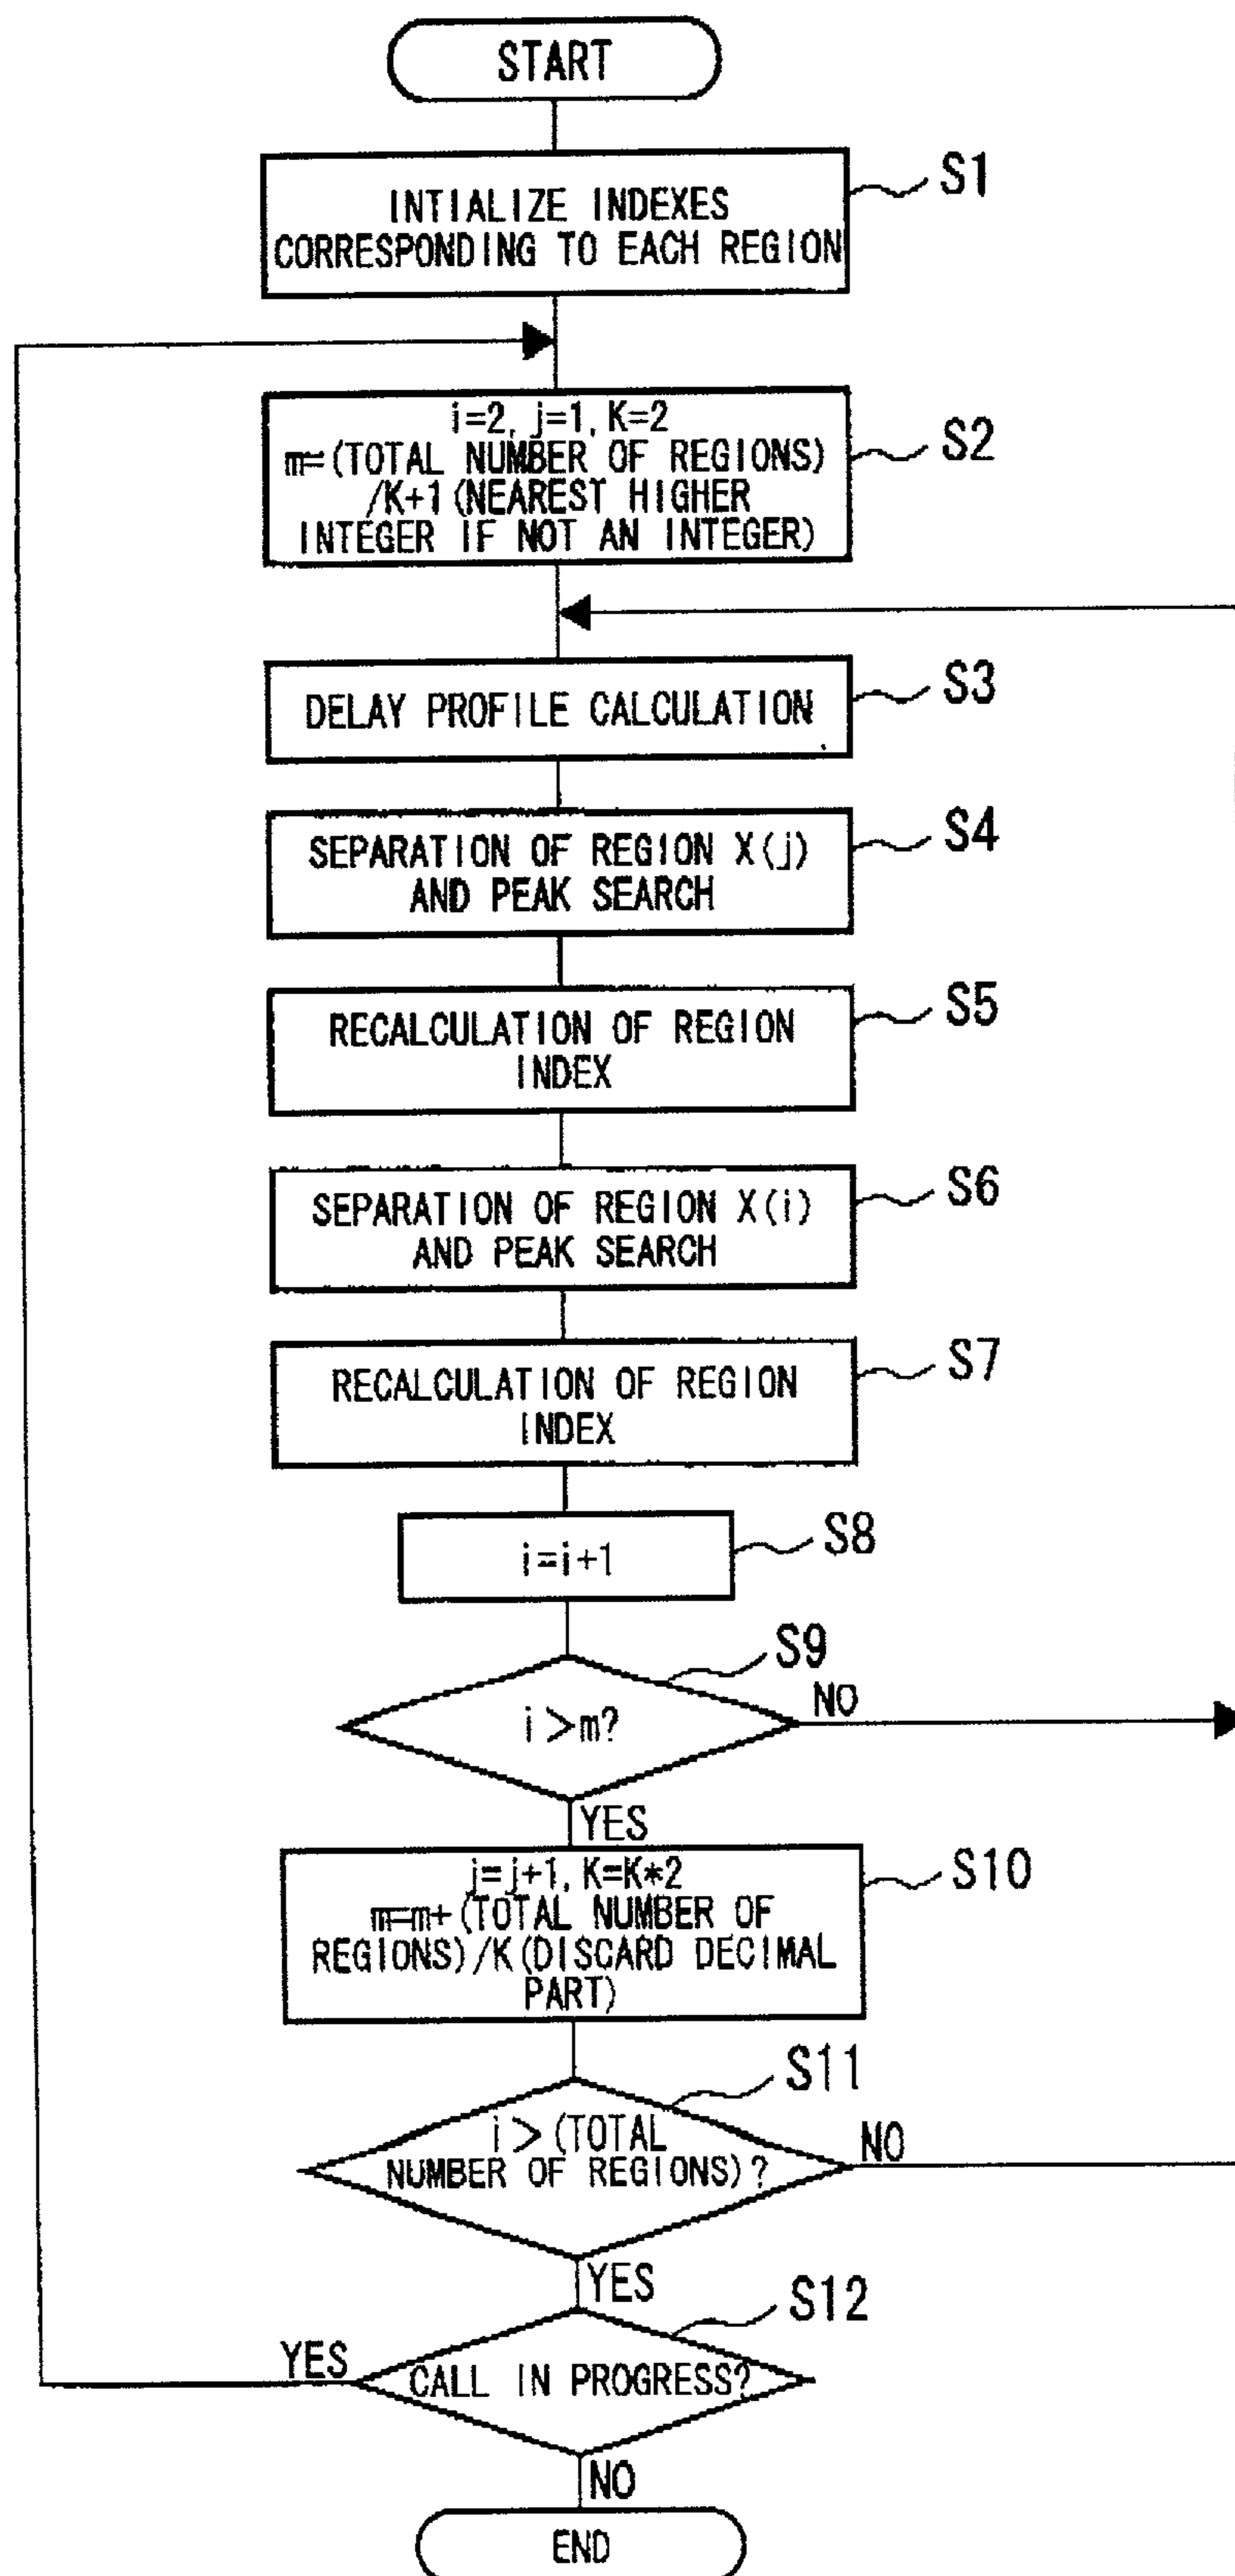 START
S1
INTIALIZE INDEXES
CORRESPONDING TO EACH REGION
i=2, j=1, K=2
m=(TOTAL NUMBER OF REGIONS)
/K+1(NEAREST HIGHER
INTEGER IF NOT AN INTEGER)
S2
DELAY PROFILE CALCULATION
S3
SEPARATION OF REGION X(j)
AND PEAK SEARCH
S4
RECALCULATION OF REGION
INDEX
S5
SEPARATION OF REGION X(i)
AND PEAK SEARCH
S6
RECALCULATION OF REGION
INDEX
S7
i=i+1
S8
S9
i>m?
NO
YES
j=j+1, K=K*2
m=m+(TOTAL NUMBER OF
REGIONS)/K(DISCARD DECIMAL
PART)
S10
S11
i>(TOTAL
NUMBER OF REGIONS)?
NO
YES
S12
YES
CALL IN PROGRESS?
NO
END